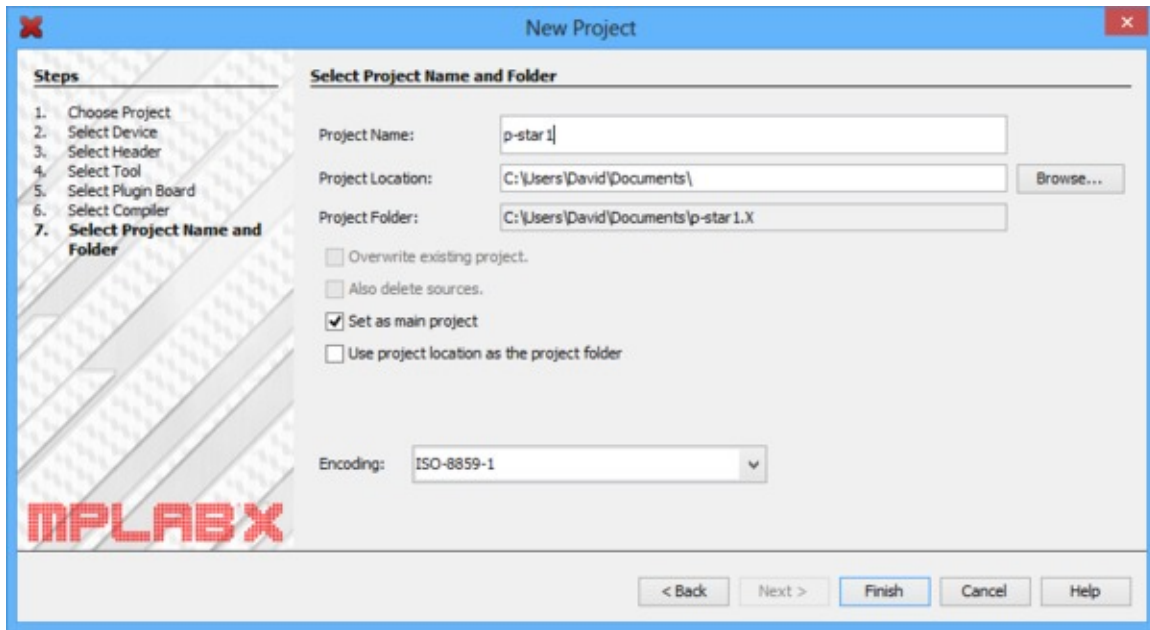 New Project
Steps
1. Choose Project
2. Select Device
3. Select Header
4. Select Tool
5. Select Plugin Board
6. Select Compiler
7. Select Project Name and
Folder
MPLAB X
Select Project Name and Folder
Project Name: p-star1
Project Location: C:\Users\David\Documents\ Browse...
Project Folder: C:\Users\David\Documents\p-star1.X
Overwrite existing project.
Also delete sources.
Set as main project
Use project location as the project folder
Encoding: ISO-8859-1
< Back Next > Finish Cancel Help